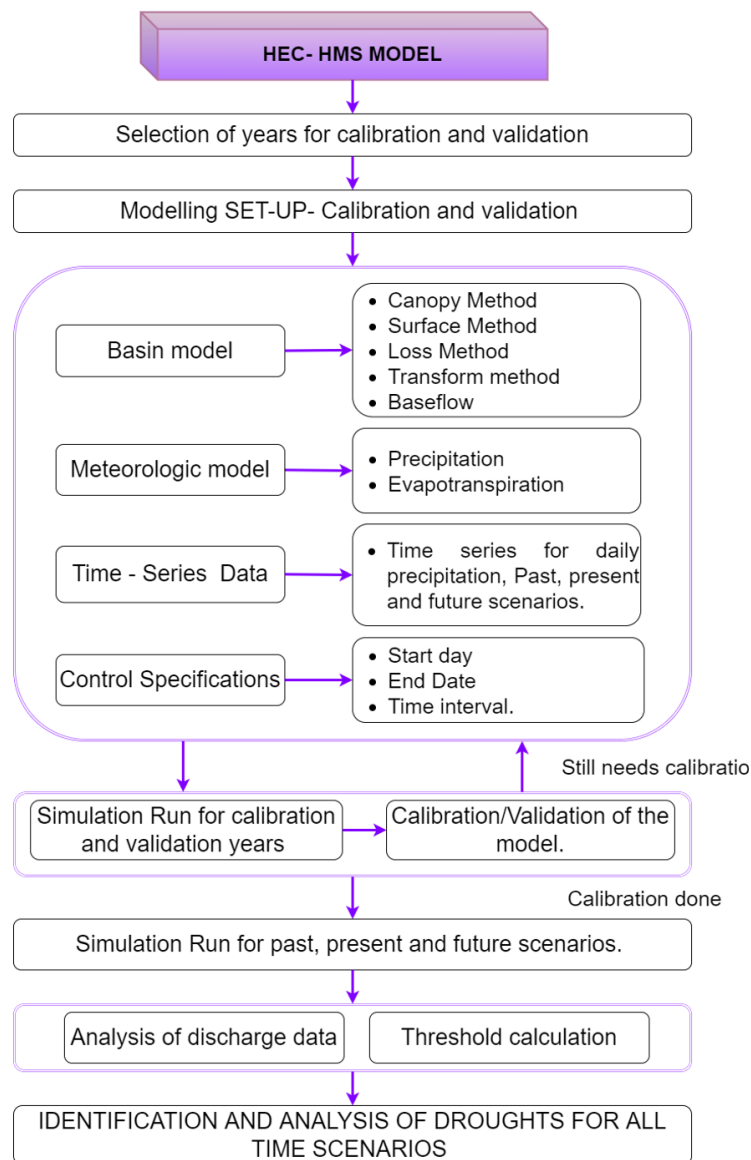 HEC- HMS MODEL
Selection of years for calibration and validation
Modelling SET-UP- Calibration and validation
Basin model
• Canopy Method
• Surface Method
• Loss Method
• Transform method
• Baseflow
Meteorologic model
• Precipitation
• Evapotranspiration
Time - Series Data
• Time series for daily
precipitation, Past, present
and future scenarios.
Control Specifications
• Start day
• End Date
• Time interval.
Still needs calibratio
Simulation Run for calibration
and validation years
Calibration/Validation of the
model.
Calibration done
Simulation Run for past, present and future scenarios.
Analysis of discharge data
Threshold calculation
IDENTIFICATION AND ANALYSIS OF DROUGHTS FOR ALL
TIME SCENARIOS